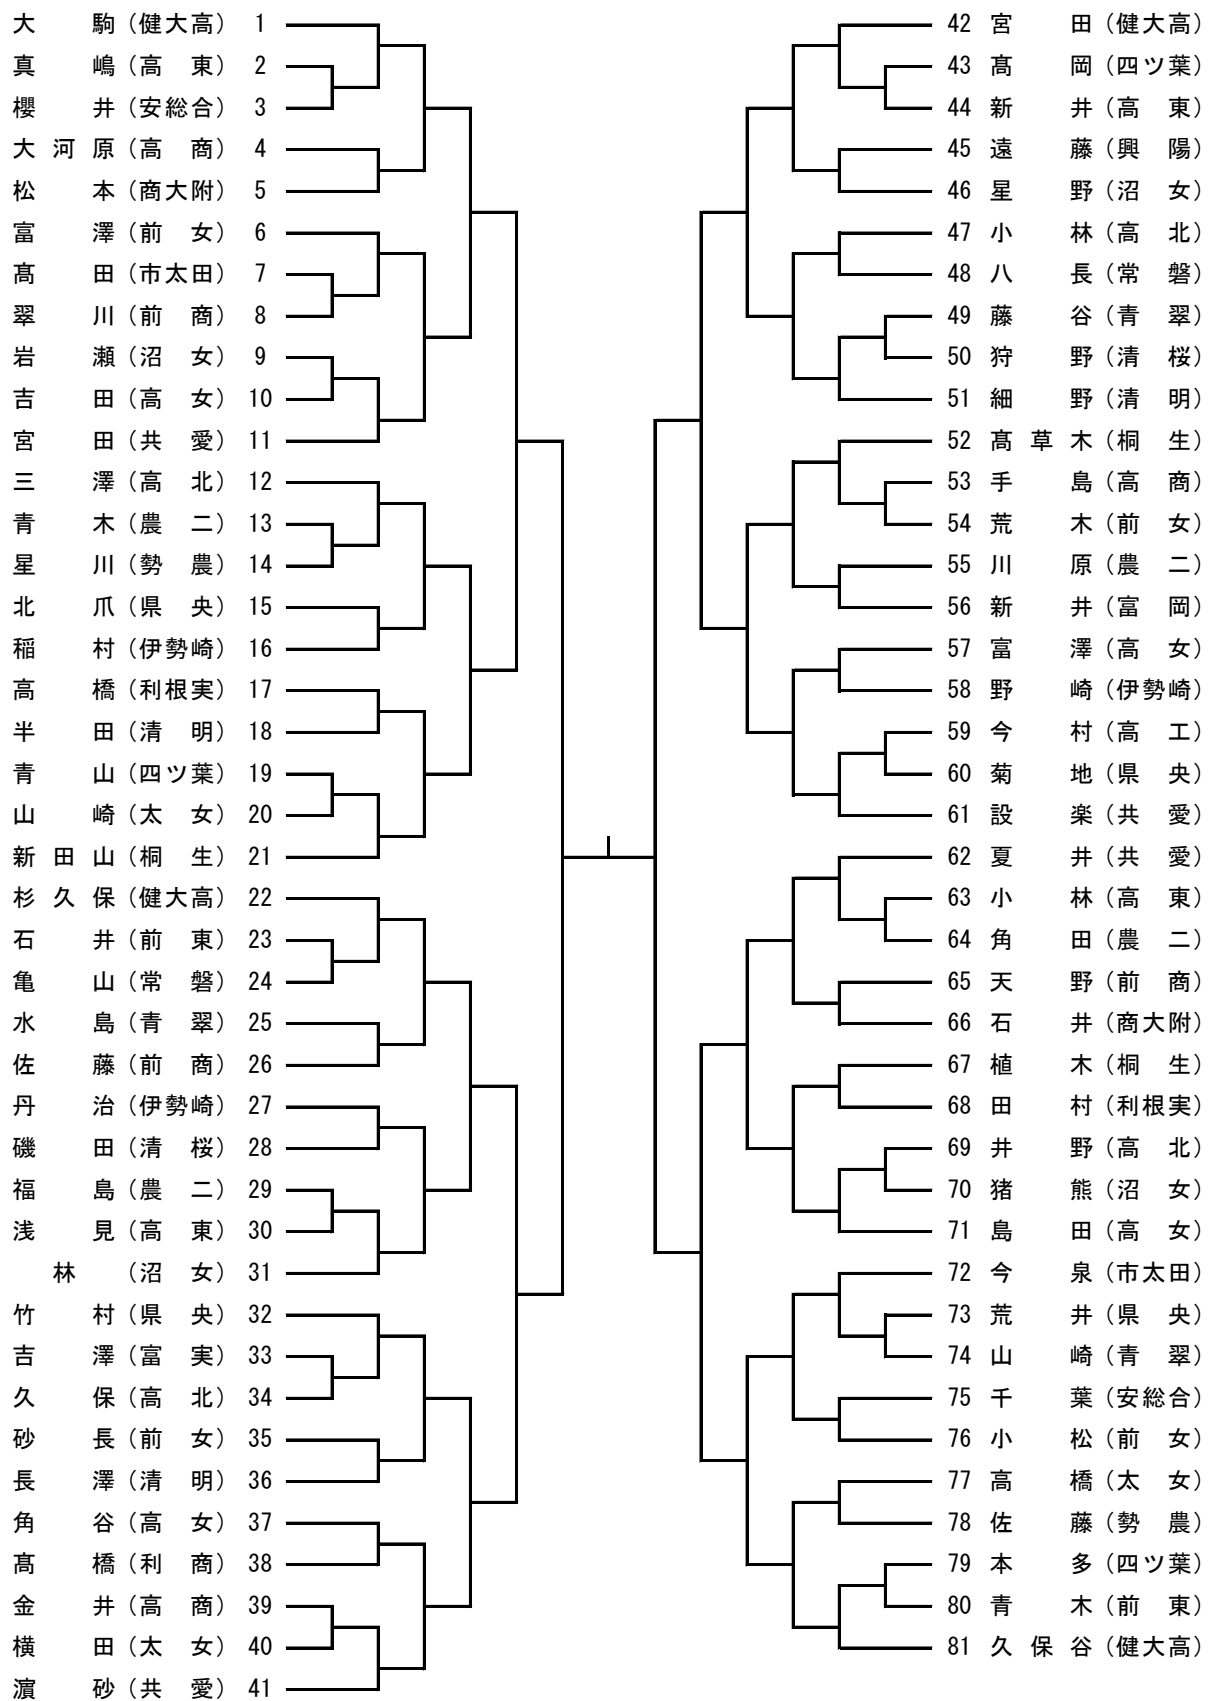 大駒（健大高） 1
真嶋（高東） 2
櫻井（安総合） 3
大河原（高商） 4
松本（商大附） 5
富澤（前女） 6
髙田（市太田） 7
翠川（前商） 8
岩瀬（沼女） 9
吉田（高女） 10
宮田（共愛） 11
三澤（高北） 12
青木（農二） 13
星川（勢農） 14
北爪（県央） 15
稲村（伊勢崎） 16
高橋（利根実） 17
半田（清明） 18
青山（四ツ葉） 19
山崎（太女） 20
新田山（桐生） 21
杉久保（健大高） 22
石井（前東） 23
亀山（常磐） 24
水島（青翠） 25
佐藤（前商） 26
丹治（伊勢崎） 27
磯田（清桜） 28
福島（農二） 29
浅見（高東） 30
林（沼女） 31
竹村（県央） 32
吉澤（富実） 33
久保（高北） 34
砂長（前女） 35
長澤（清明） 36
角谷（高女） 37
髙橋（利商） 38
金井（高商） 39
横田（太女） 40
濵砂（共愛） 41
42 宮田（健大高）
43 髙岡（四ツ葉）
44 新井（高東）
45 遠藤（興陽）
46 星野（沼女）
47 小林（高北）
48 八長（常磐）
49 藤谷（青翠）
50 狩野（清桜）
51 細野（清明）
52 髙草木（桐生）
53 手島（高商）
54 荒木（前女）
55 川原（農二）
56 新井（富岡）
57 富澤（高女）
58 野崎（伊勢崎）
59 今村（高工）
60 菊地（県央）
61 設楽（共愛）
62 夏井（共愛）
63 小林（高東）
64 角田（農二）
65 天野（前商）
66 石井（商大附）
67 植木（桐生）
68 田村（利根実）
69 井野（高北）
70 猪熊（沼女）
71 島田（高女）
72 今泉（市太田）
73 荒井（県央）
74 山崎（青翠）
75 千葉（安総合）
76 小松（前女）
77 高橋（太女）
78 佐藤（勢農）
79 本多（四ツ葉）
80 青木（前東）
81 久保谷（健大高）